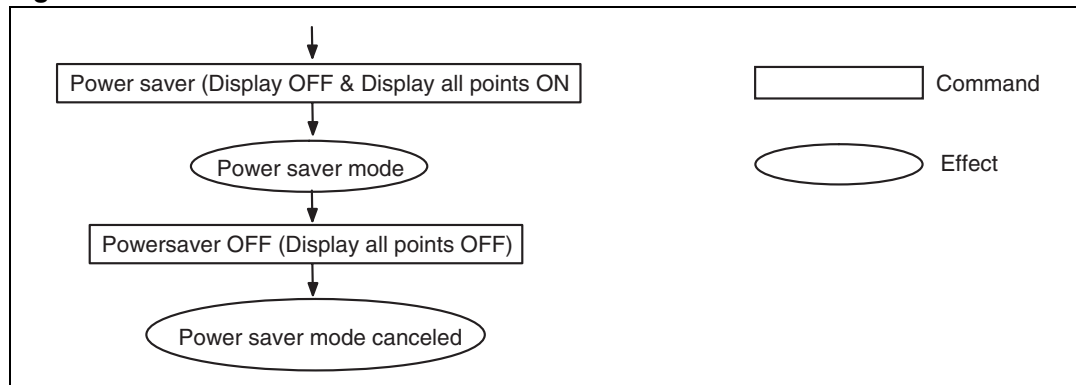 Power saver (Display OFF & Display all points ON
Power saver mode
Powersaver OFF (Display all points OFF)
Power saver mode canceled
Command
Effect